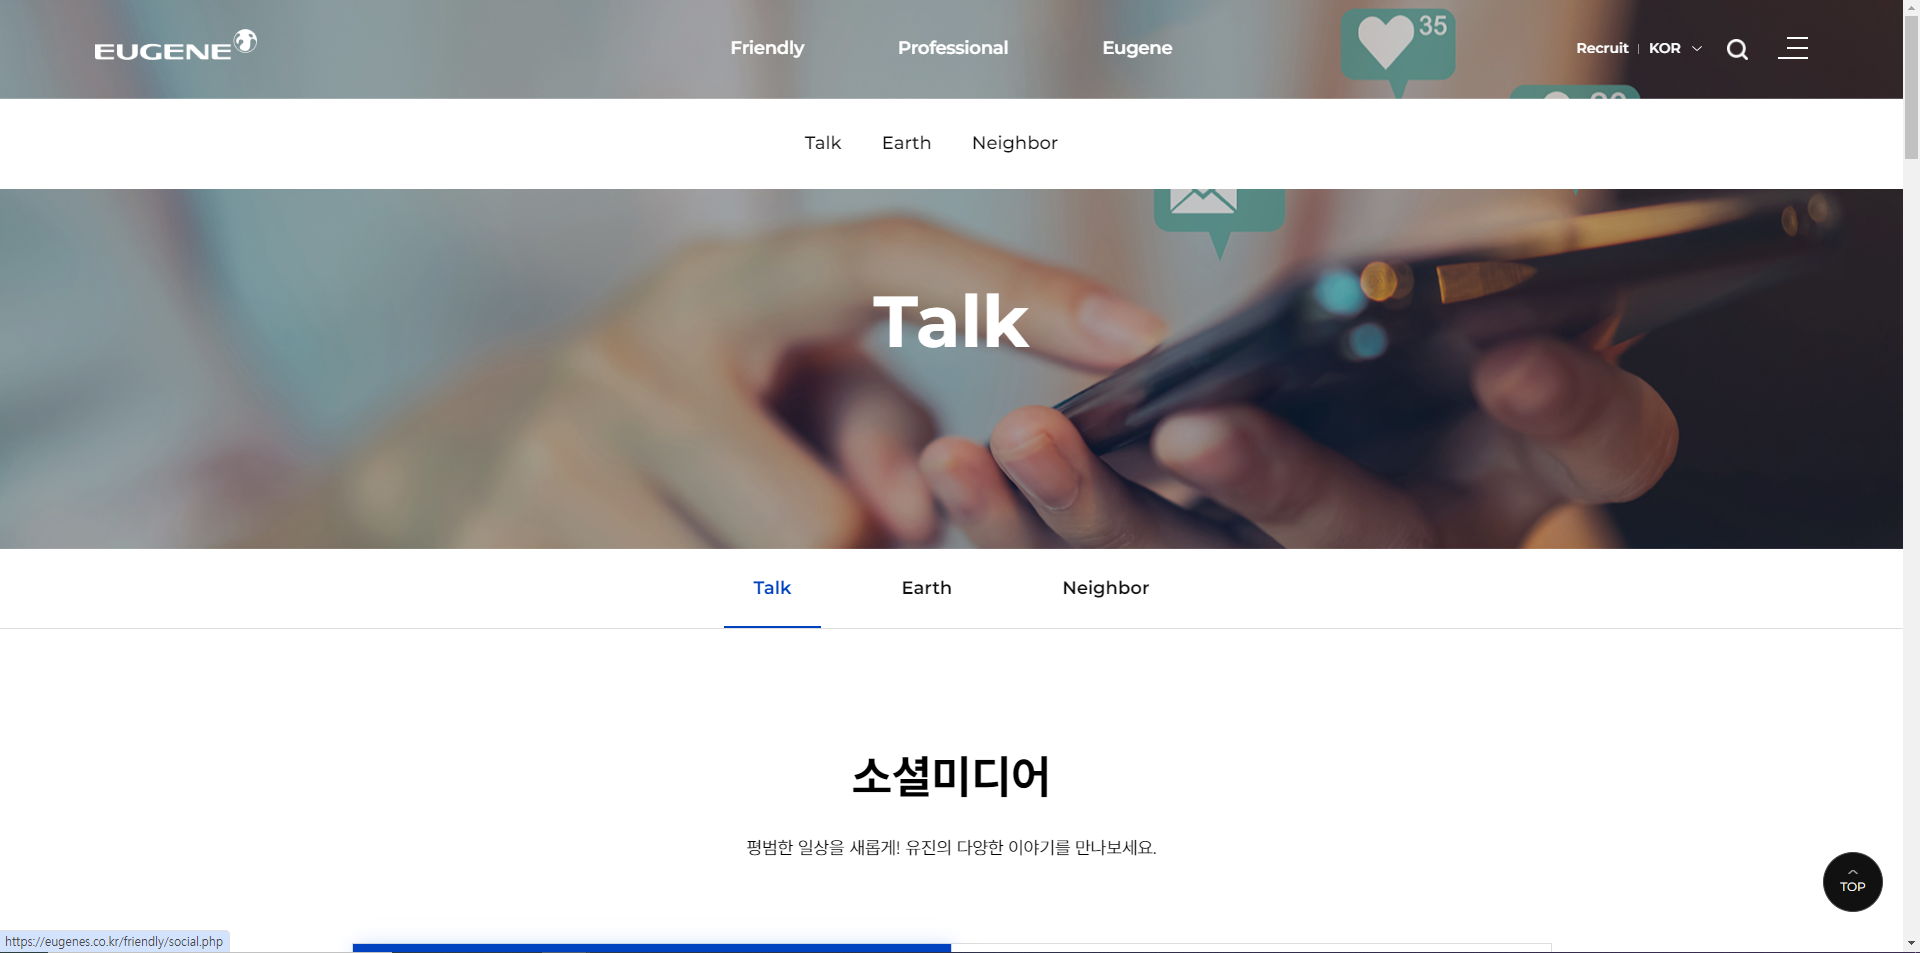 EUGENE
Friendly Professional Eugene
Recruit | KOR
35
Talk Earth Neighbor
Talk
Talk Earth Neighbor
소셜미디어
평범한 일상을 새롭게! 유진의 다양한 이야기를 만나보세요.
TOP
https://eugenes.co.kr/friendly/social.php